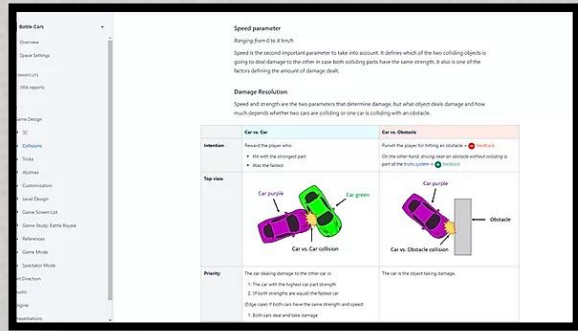 Battle Cars
Overview
Space Settings
SHORTCUTS
Wiki reports
Game Design
3C
Collisions
Tricks
Abilities
Customization
Level Design
Game Screen List
Game Study: Battle Royale
References
Game Mode
Spectator Mode
Art Direction
Audio
Engine
Presentations
Speed parameter
Ranging from 0 to X km/h
Speed is the second important parameter to take into account. It defines which of the two colliding objects is
going to deal damage to the other in case both colliding parts have the same strength. It also is one of the
factors defining the amount of damage dealt.
Damage Resolution
Speed and strength are the two parameters that determine damage, but what object deals damage and how
much depends whether two cars are colliding or one car is colliding with an obstacle.
Car vs. Car
Car vs. Obstacle
Intention
Reward the player who:
Hit with the strongest part
Was the fastest
Punish the player for hitting an obstacle = feedback
On the other hand, driving near an obstacle without colliding is
part of the tricks system = feedback
Top view
Car purple
Car green
Car vs. Car collision
Car purple
Obstacle
Car vs. Obstacle collision
Priority
The car dealing damage to the other car is:
1. The car with the highest car part strength
2. (If both strengths are equal) the fastest car
(Edge case) If both cars have the same strength and speed:
1. Both cars deal and take damage
The car is the object taking damage.